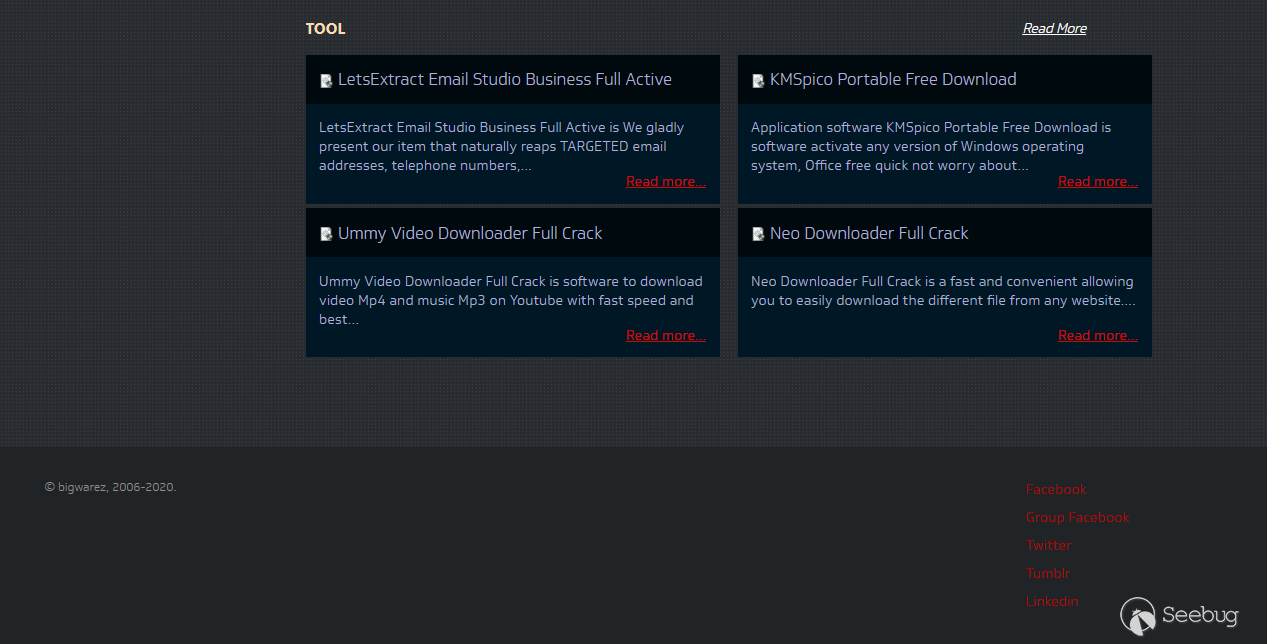 TOOL
Read More
LetsExtract Email Studio Business Full Active
LetsExtract Email Studio Business Full Active is We gladly
present our item that naturally reaps TARGETED email
addresses, telephone numbers,...
Read more...
KMSpico Portable Free Download
Application software KMSpico Portable Free Download is
software activate any version of Windows operating
system, Office free quick not worry about...
Read more...
Ummy Video Downloader Full Crack
Ummy Video Downloader Full Crack is software to download
video Mp4 and music Mp3 on Youtube with fast speed and
best...
Read more...
Neo Downloader Full Crack
Neo Downloader Full Crack is a fast and convenient allowing
you to easily download the different file from any website....
Read more...
© bigwarez, 2006-2020.
Facebook
Group Facebook
Twitter
Tumblr
Linkedin
Seebug